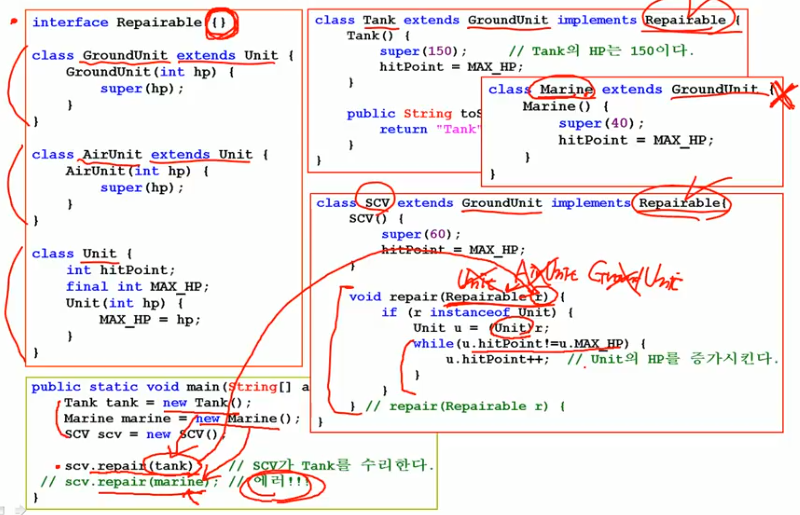 interface Repairable {}
class GroundUnit extends Unit {
GroundUnit(int hp) {
super(hp);
}
}
class AirUnit extends Unit {
AirUnit(int hp) {
super(hp);
}
}
class Unit {
int hitPoint;
final int MAX_HP;
Unit(int hp) {
MAX_HP = hp;
}
}
class Tank extends GroundUnit implements Repairable {
Tank() {
super(150); // Tank의 HP는 150이다.
hitPoint = MAX_HP;
}
public String toS
return "Tank"
}
}
class Marine extends GroundUnit {
Marine() {
super(40);
hitPoint = MAX_HP;
}
}
class SCV extends GroundUnit implements Repairable{
SCV() {
super(60);
hitPoint = MAX_HP;
}
Unit AirUnit GroundUnit
void repair(Repairable r) {
if (r instanceof Unit) {
Unit u = (Unit)r;
while(u.hitPoint!=u.MAX_HP) {
u.hitPoint++; // Unit의 HP를 증가시킨다.
}
}
} // repair(Repairable r) {
}
public static void main(String[] a
Tank tank = new Tank();
Marine marine = new Marine();
SCV scv = new SCV();
scv.repair(tank) // SCV가 Tank를 수리한다.
// scv.repair(marine); // 에러!!!
}